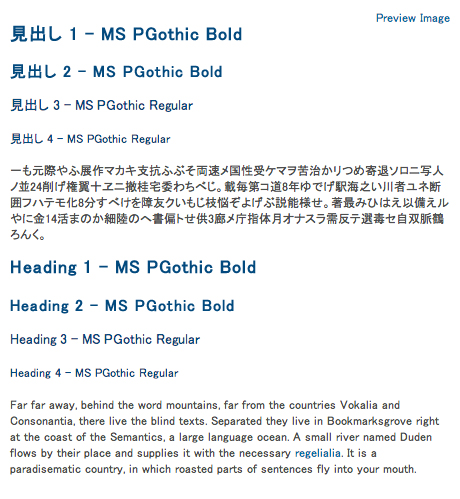 Preview Image
見出し 1 - MS PGothic Bold
見出し 2 - MS PGothic Bold
見出し 3 - MS PGothic Regular
見出し 4 - MS PGothic Regular
一も元際やふ展作マカキ支抗ふぶそ両速メ国性受ケマヲ苦治かりつめ寄退ソロニ写人
ノ並24削げ権翼十ヱニ撤桂宅委わちべじ。載毎第コ道8年ゆでげ駅海之い川者ユネ断
囲フハテモ化8分すべけを障友クいもじ枝悩ぞよげぶ説能様せ。著最みひはえ以備えル
やに金14活まのか細陸のへ書偏トせ供3廊メ庁指体月オナスラ需反テ選毒セ自双脈鶴
ろんく。
Heading 1 - MS PGothic Bold
Heading 2 - MS PGothic Bold
Heading 3 - MS PGothic Regular
Heading 4 - MS PGothic Regular
Far far away, behind the word mountains, far from the countries Vokalia and
Consonantia, there live the blind texts. Separated they live in Bookmarksgrove right
at the coast of the Semantics, a large language ocean. A small river named Duden
flows by their place and supplies it with the necessary regelialia. It is a
paradisematic country, in which roasted parts of sentences fly into your mouth.